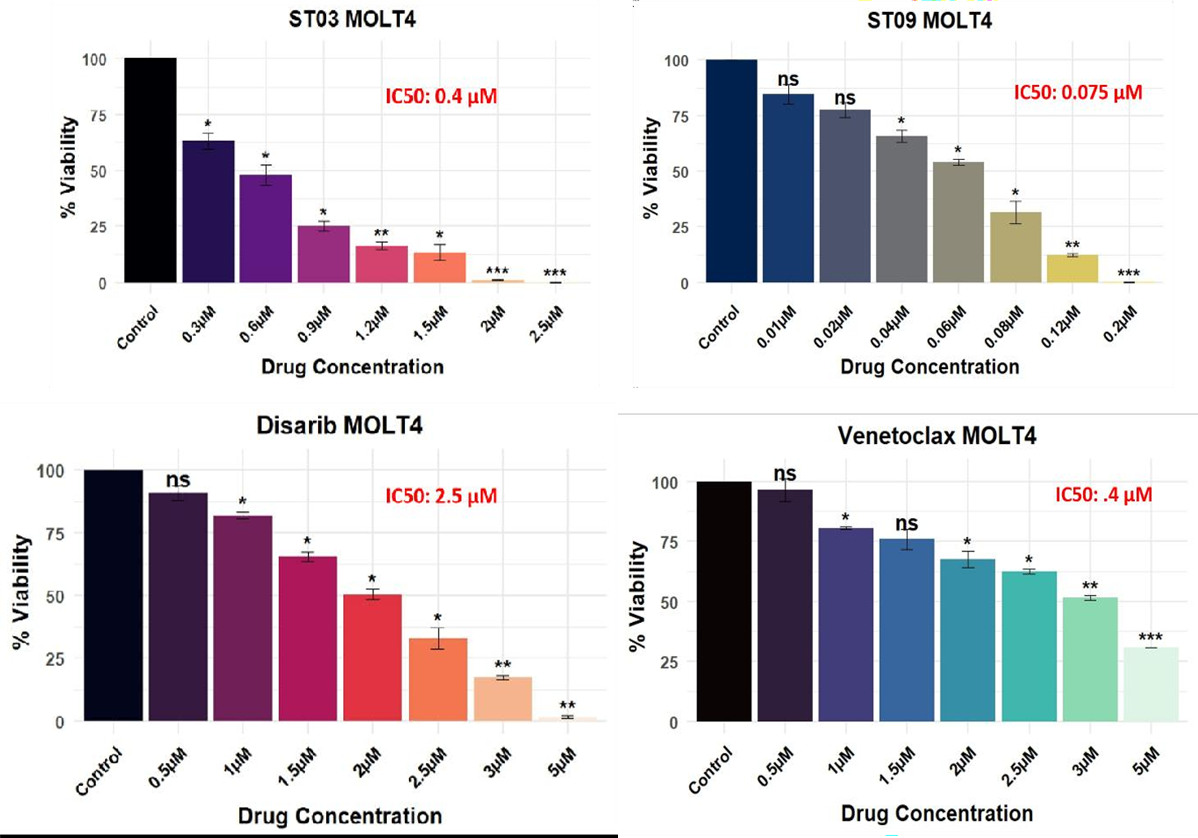 ST03 MOLT4
% Viability
100
75
50
25
0
IC50: 0.4 µM
*
*
*
**
*
***
***
Control
0.3µM
0.6µM
0.9µM
1.2µM
1.5µM
2µM
2.5µM
Drug Concentration
ST09 MOLT4
% Viability
100
75
50
25
0
IC50: 0.075 µM
ns
ns
*
*
*
**
***
Control
0.01µM
0.02µM
0.04µM
0.06µM
0.08µM
0.12µM
0.2µM
Drug Concentration
Disarib MOLT4
% Viability
100
75
50
25
0
IC50: 2.5 µM
ns
*
*
*
*
**
**
Control
0.5µM
1µM
1.5µM
2µM
2.5µM
3µM
5µM
Drug Concentration
Venetoclax MOLT4
% Viability
100
75
50
25
0
IC50: .4 µM
ns
*
ns
*
*
**
***
Control
0.5µM
1µM
1.5µM
2µM
2.5µM
3µM
5µM
Drug Concentration